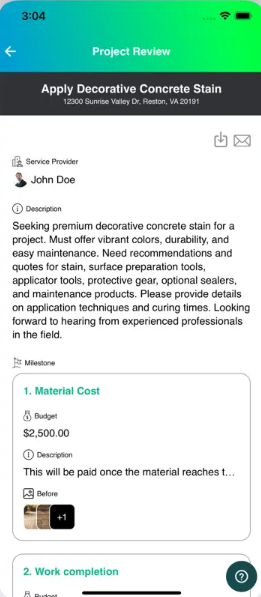 3:04
Project Review
Apply Decorative Concrete Stain
12300 Sunrise Valley Dr, Reston, VA 20191
Service Provider
John Doe
Description
Seeking premium decorative concrete stain for a
project. Must offer vibrant colors, durability, and
easy maintenance. Need recommendations and
quotes for stain, surface preparation tools,
applicator tools, protective gear, optional sealers,
and maintenance products. Please provide details
on application techniques and curing times. Looking
forward to hearing from experienced professionals
in the field.
Milestone
1. Material Cost
Budget
$2,500.00
Description
This will be paid once the material reaches t...
Before
+1
2. Work completion
Budget